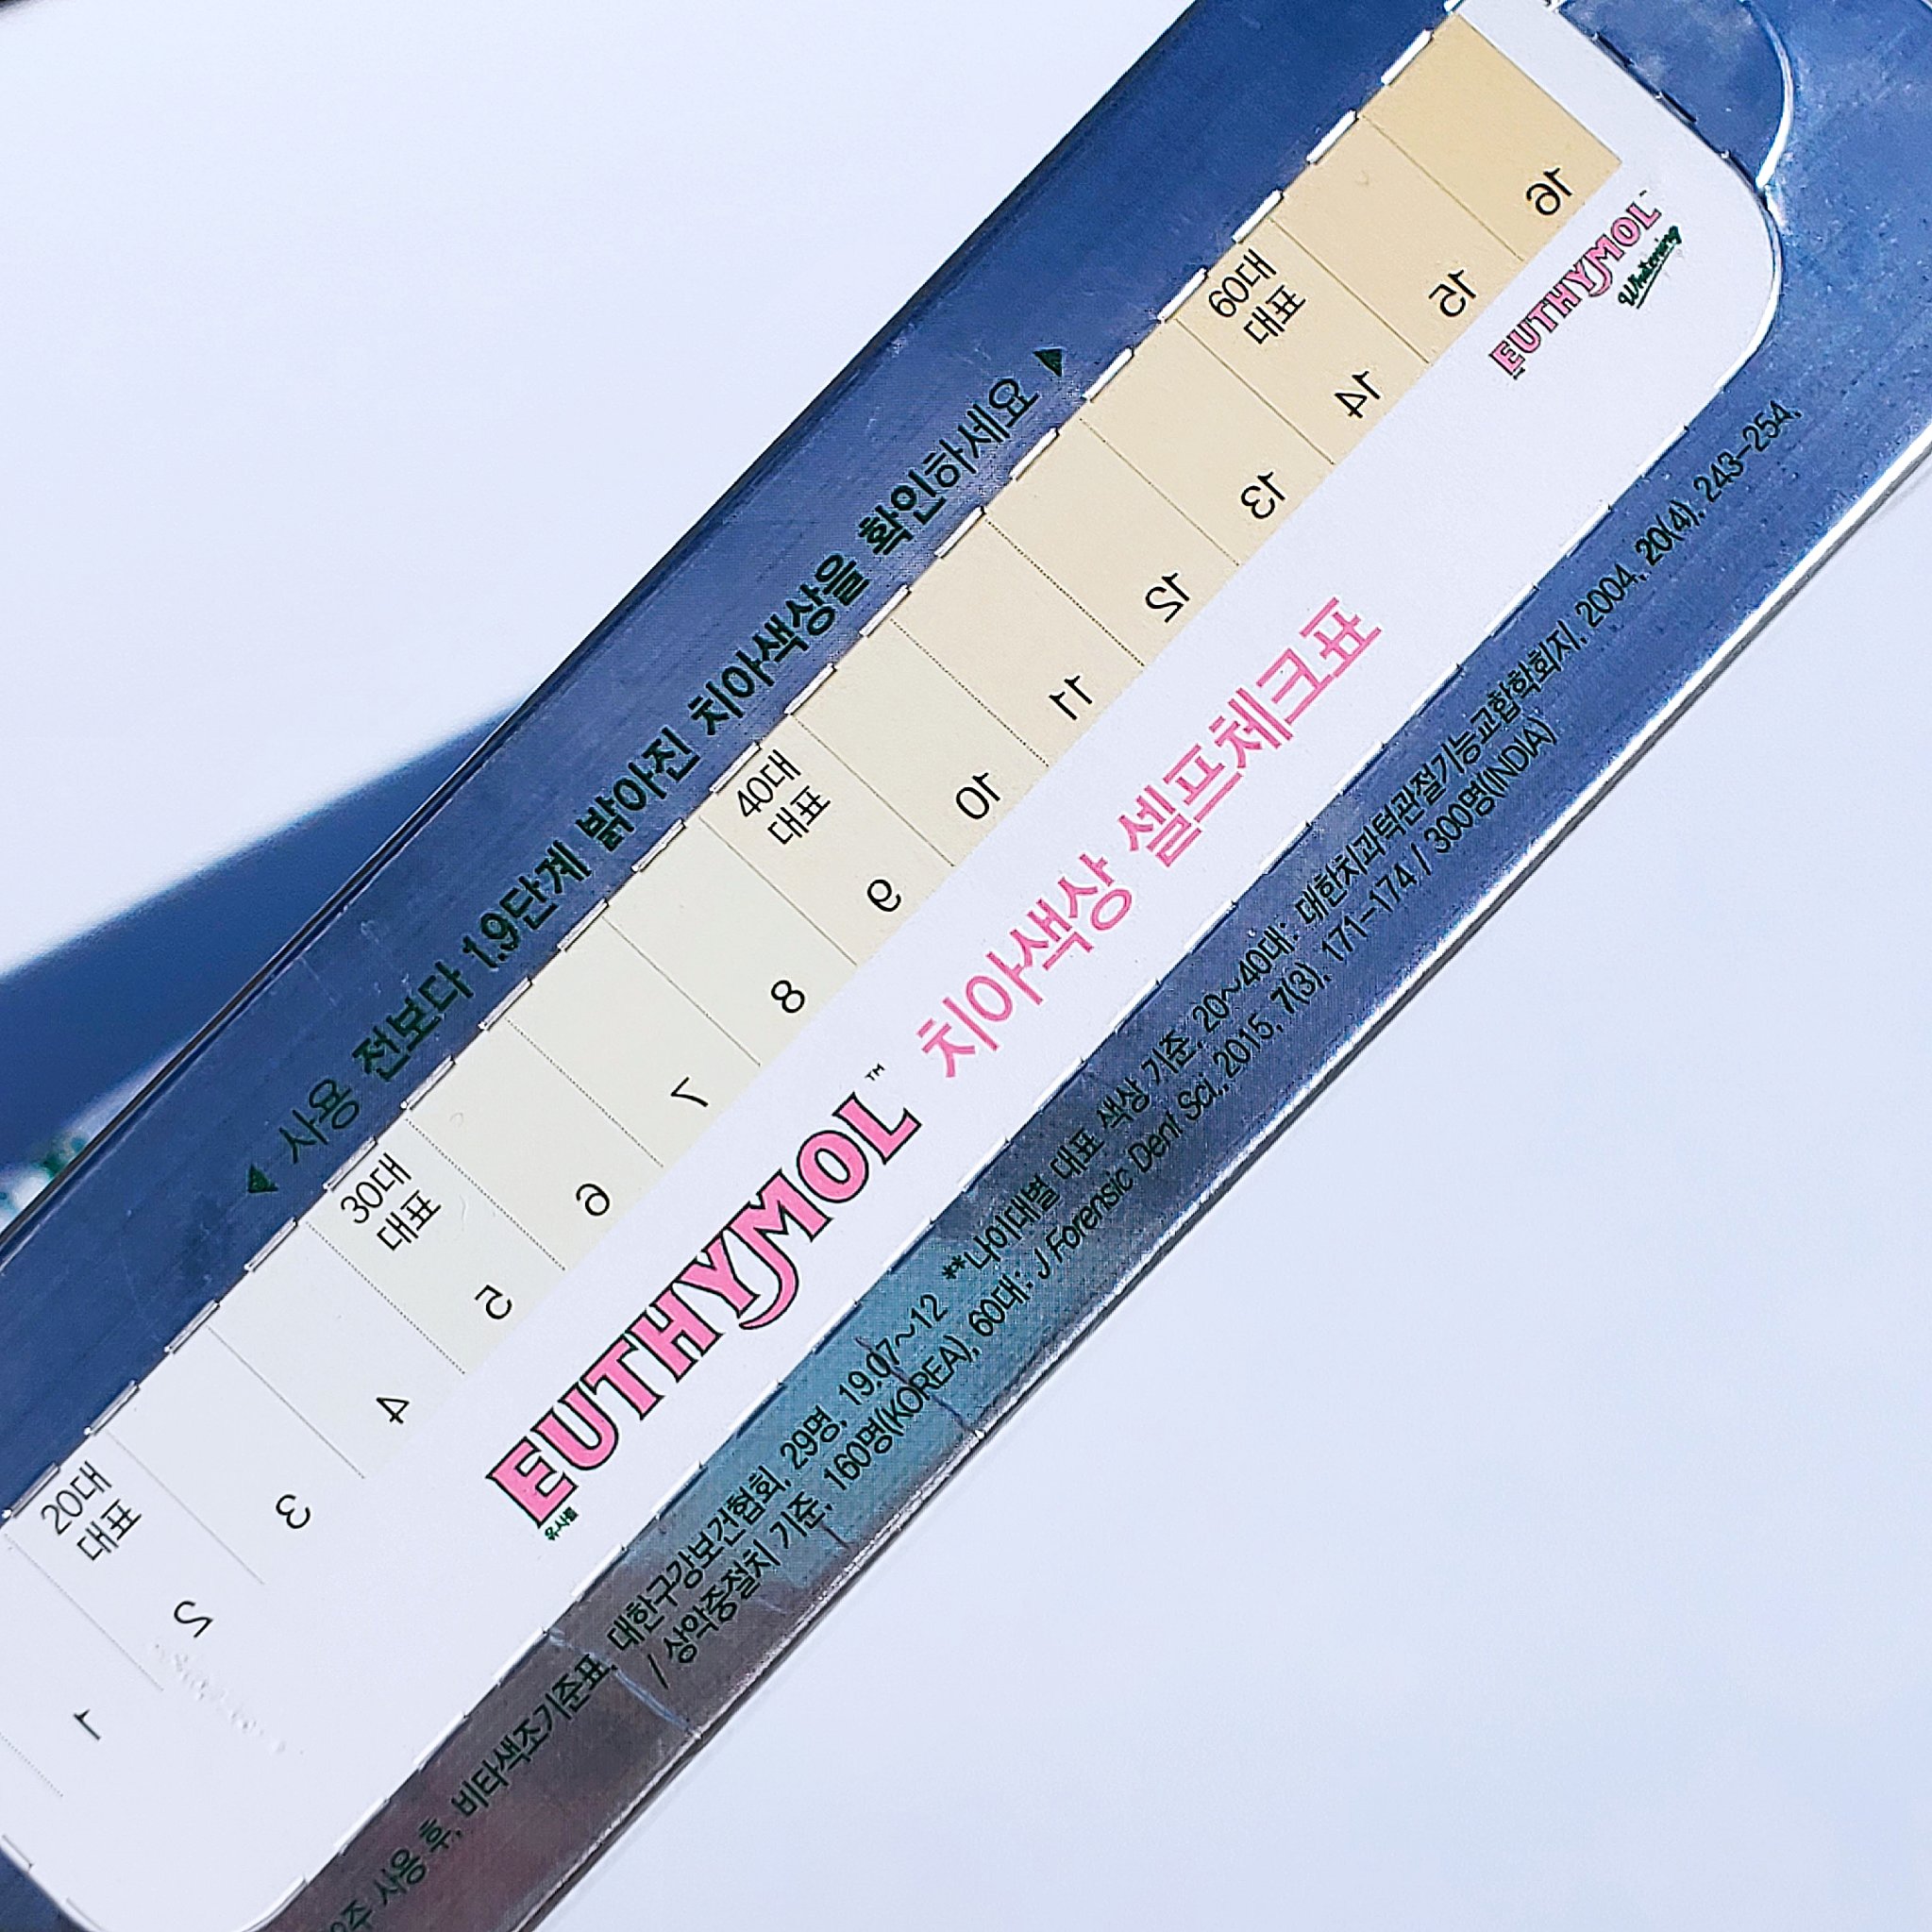 ◀ 사용 전보다 1.9단계 밝아진 치아색상을 확인하세요 ▶
20대
대표
30대
대표
40대
대표
60대
대표
1 2 3 4 5 6 7 8 9 10 11 12 13 14 15 16
유시몰
EUTHYMOL™ 치아색상 셀프체크표
EUTHYMOL™
Whitening
주 사용 후, 비타색조기준표, 대한구강보건협회, 29명, 19.07~12 **나이대별 대표 색상 기준, 20~40대: 대한치과턱관절기능교합학회지, 2004, 20(4), 243-254,
/ 상악중절치 기준, 160명(KOREA), 60대: J Forensic Dent Sci., 2015, 7(3), 171-174 / 300명(INDIA)